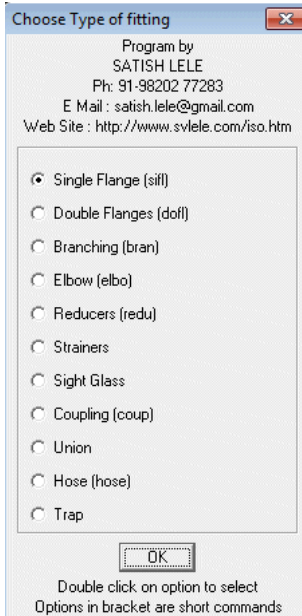 Choose Type of fitting
Program by
SATISH LELE
Ph: 91-98202 77283
E Mail : satish.lele@gmail.com
Web Site : http://www.svlele.com/iso.htm
Single Flange (sifl)
Double Flanges (dofl)
Branching (bran)
Elbow (elbo)
Reducers (redu)
Strainers
Sight Glass
Coupling (coup)
Union
Hose (hose)
Trap
OK
Double click on option to select
Options in bracket are short commands